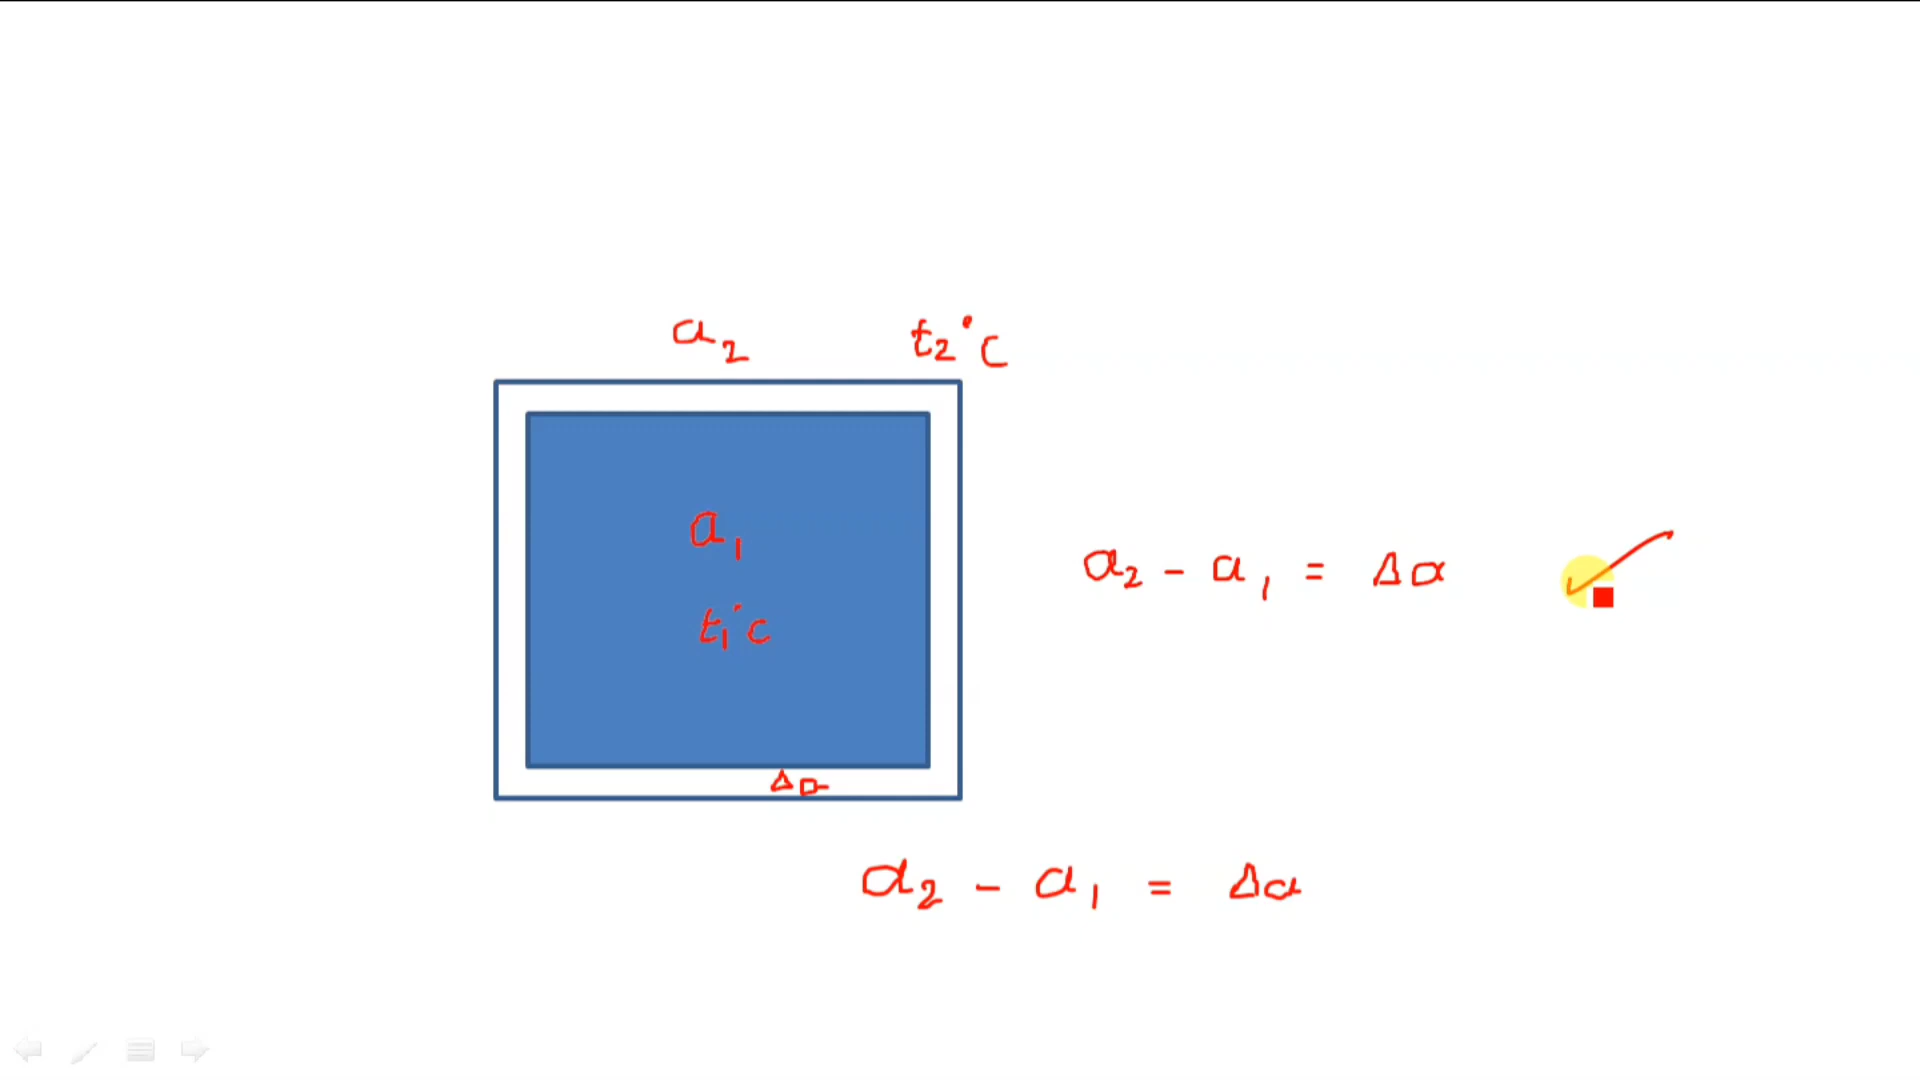 a₂ t₂°c
a₁
t₁°c
a₂ - a₁ = Δa
Δa
a₂ - a₁ = Δa